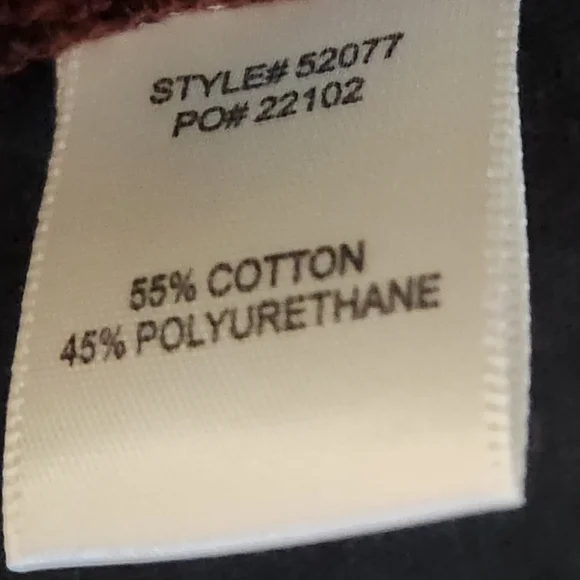 STYLE# 52077
PO# 22102
55% COTTON
45% POLYURETHANE